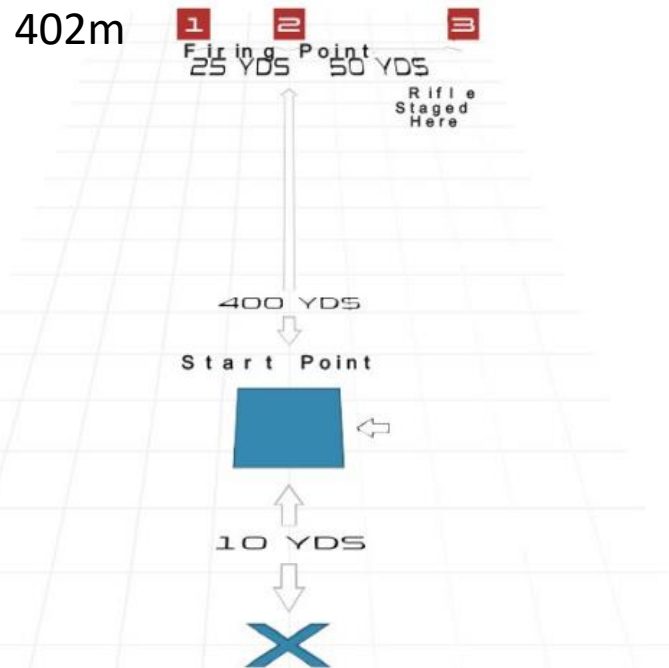 402m
1 2 3
Firing Point
25 YDS 50 YDS
Rifle
Staged
Here
400 YDS
Start Point
10 YDS